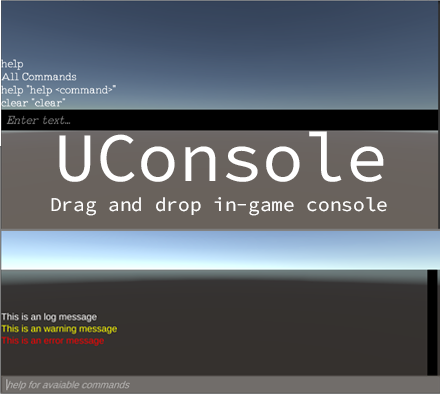 help
All Commands
help "help <command>"
clear "clear"
Enter text...
UConsole
Drag and drop in-game console
This is an log message
This is an warning message
This is an error message
help for avaiable commands